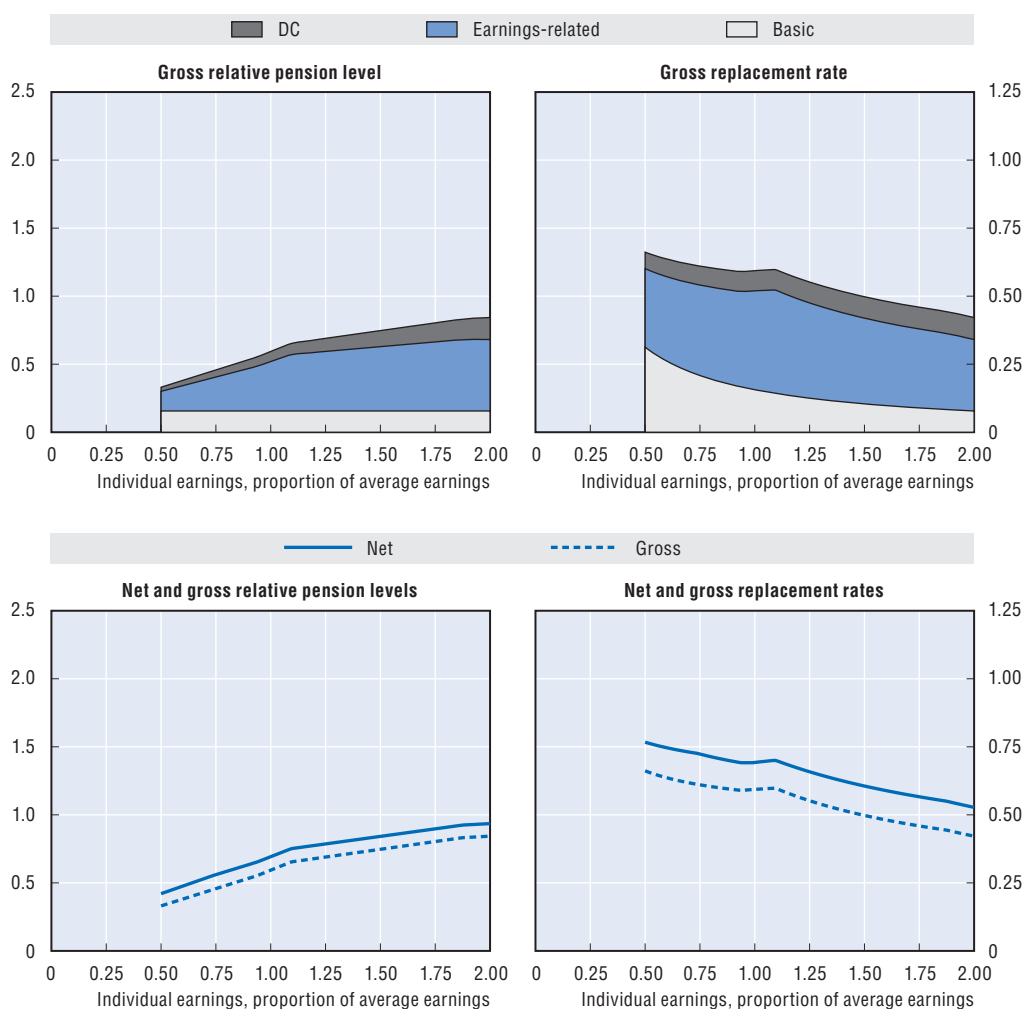 DC Earnings-related Basic
Gross relative pension level
2.5
2.0
1.5
1.0
0.5
0
0 0.25 0.50 0.75 1.00 1.25 1.50 1.75 2.00
Individual earnings, proportion of average earnings
Gross replacement rate
1.25
1.00
0.75
0.50
0.25
0
0 0.25 0.50 0.75 1.00 1.25 1.50 1.75 2.00
Individual earnings, proportion of average earnings
Net Gross
Net and gross relative pension levels
2.5
2.0
1.5
1.0
0.5
0
0 0.25 0.50 0.75 1.00 1.25 1.50 1.75 2.00
Individual earnings, proportion of average earnings
Net and gross replacement rates
1.25
1.00
0.75
0.50
0.25
0
0 0.25 0.50 0.75 1.00 1.25 1.50 1.75 2.00
Individual earnings, proportion of average earnings